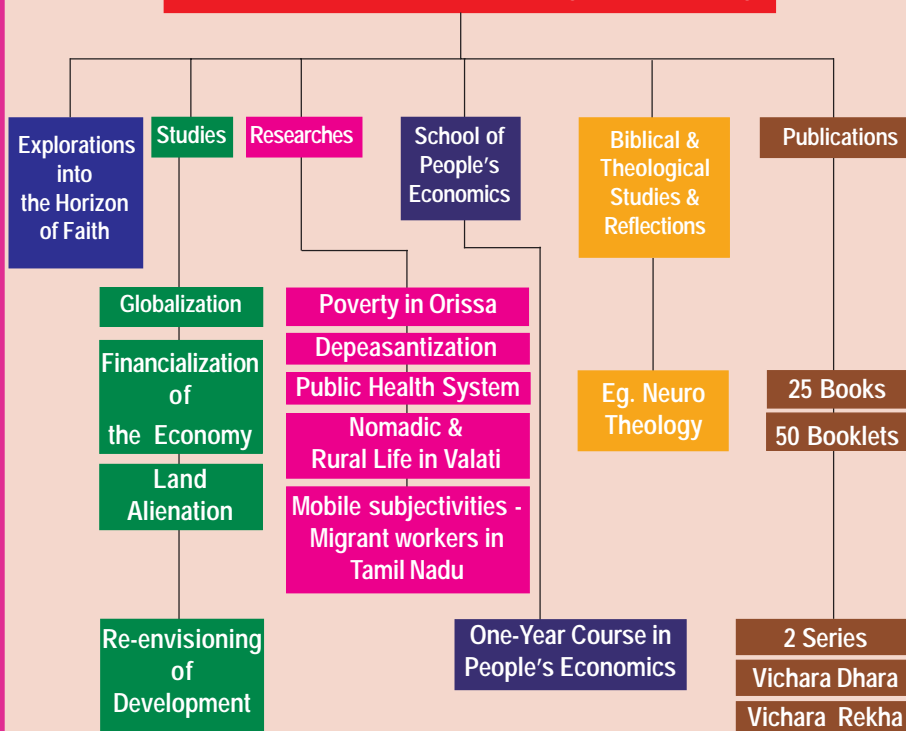 Explorations
into
the Horizon
of Faith
Studies
Researches
School of
People's
Economics
Biblical &
Theological
Studies &
Reflections
Publications
Globalization
Financialization
of
the Economy
Land
Alienation
Re-envisioning
of
Development
Poverty in Orissa
Depeasantization
Public Health System
Nomadic &
Rural Life in Valati
Mobile subjectivities -
Migrant workers in
Tamil Nadu
One-Year Course in
People's Economics
Eg. Neuro
Theology
25 Books
50 Booklets
2 Series
Vichara Dhara
Vichara Rekha